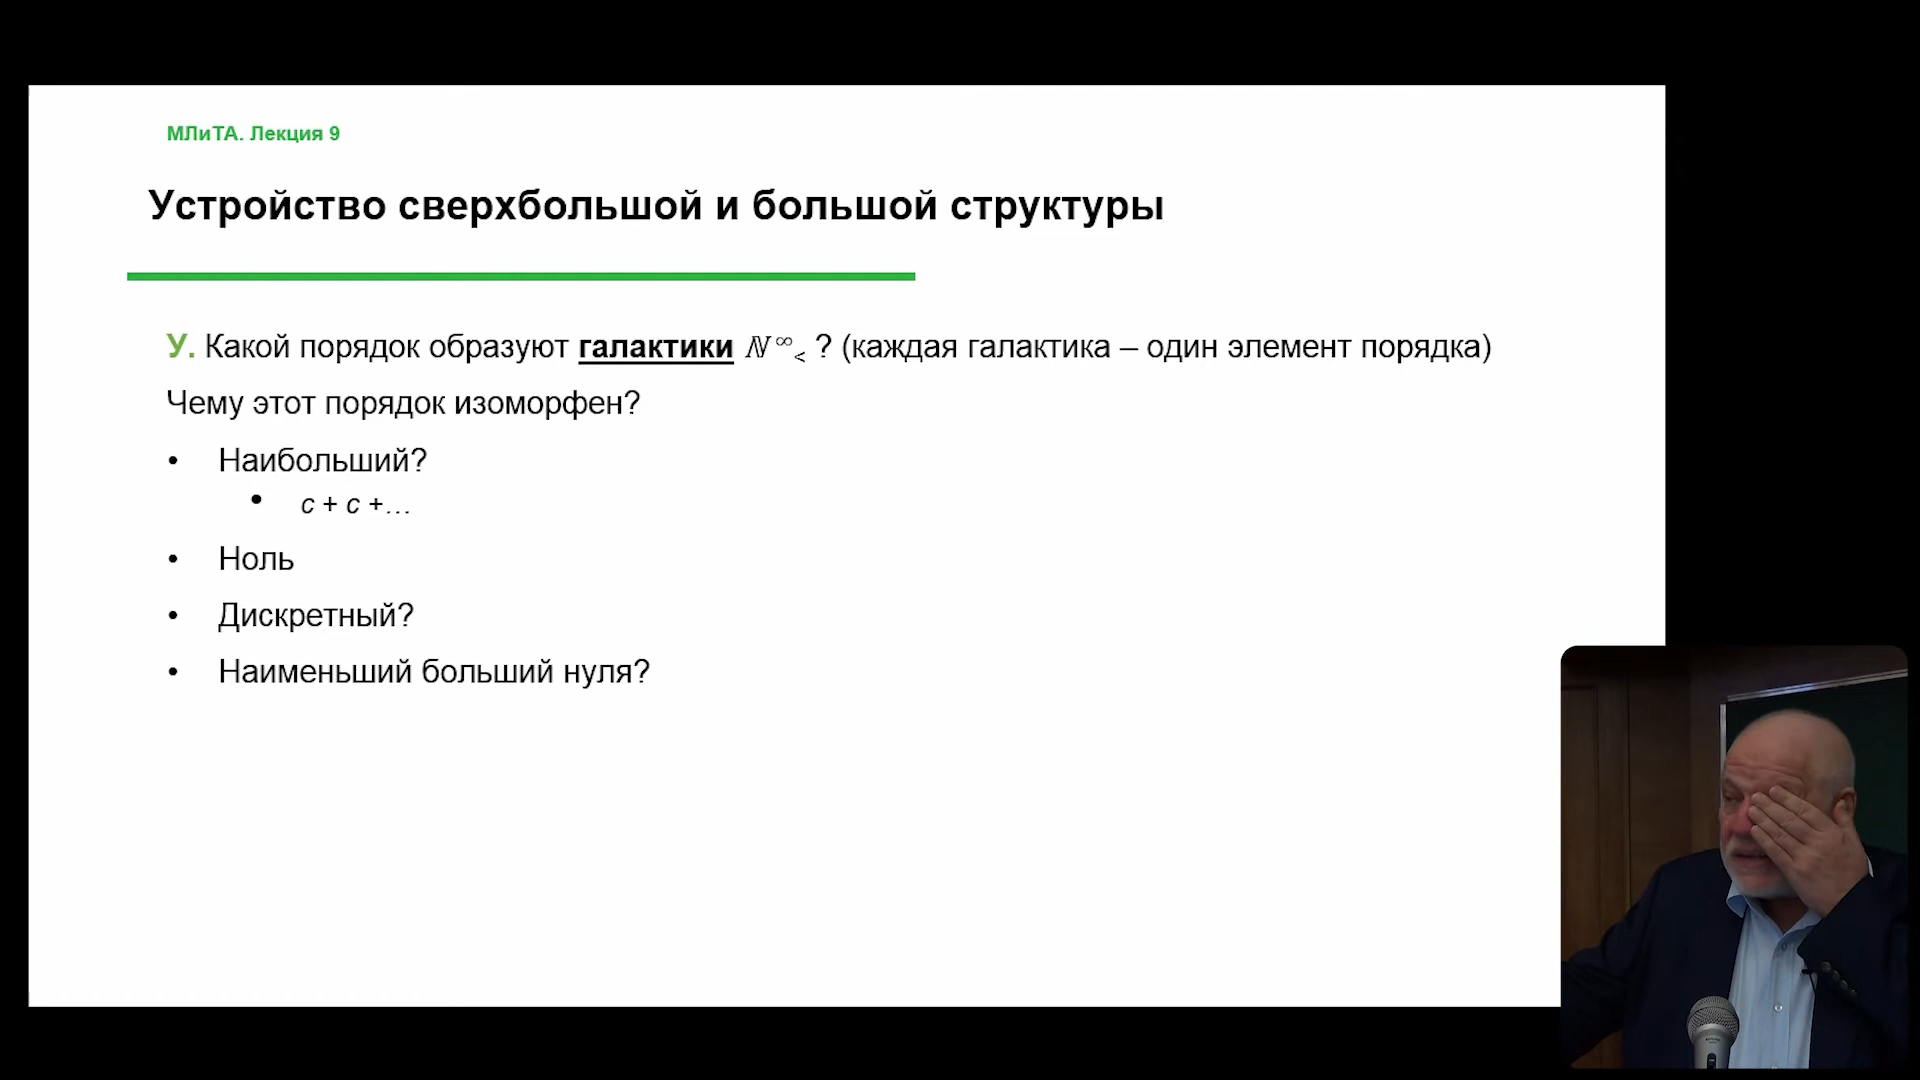 МЛиТА. Лекция 9
Устройство сверхбольшой и большой структуры
У. Какой порядок образуют галактики ℕ^∞_< ? (каждая галактика – один элемент порядка)
Чему этот порядок изоморфен?
• Наибольший?
• c + c +…
• Ноль
• Дискретный?
• Наименьший больший нуля?